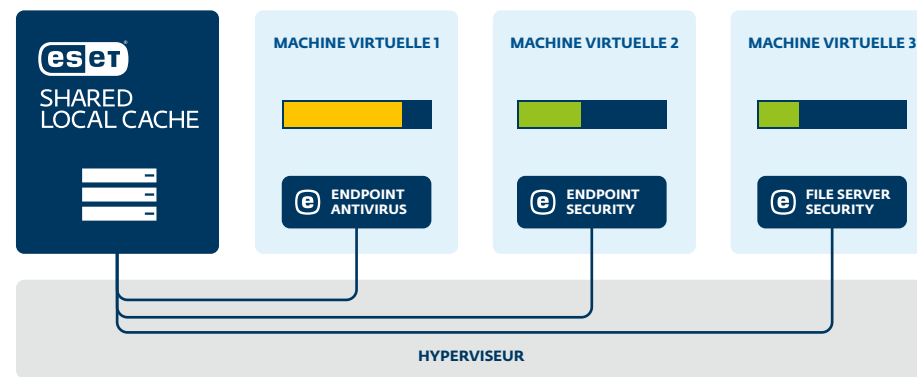 eset
SHARED
LOCAL CACHE
MACHINE VIRTUELLE 1
e ENDPOINT
ANTIVIRUS
MACHINE VIRTUELLE 2
e ENDPOINT
SECURITY
MACHINE VIRTUELLE 3
e FILE SERVER
SECURITY
HYPERVISEUR